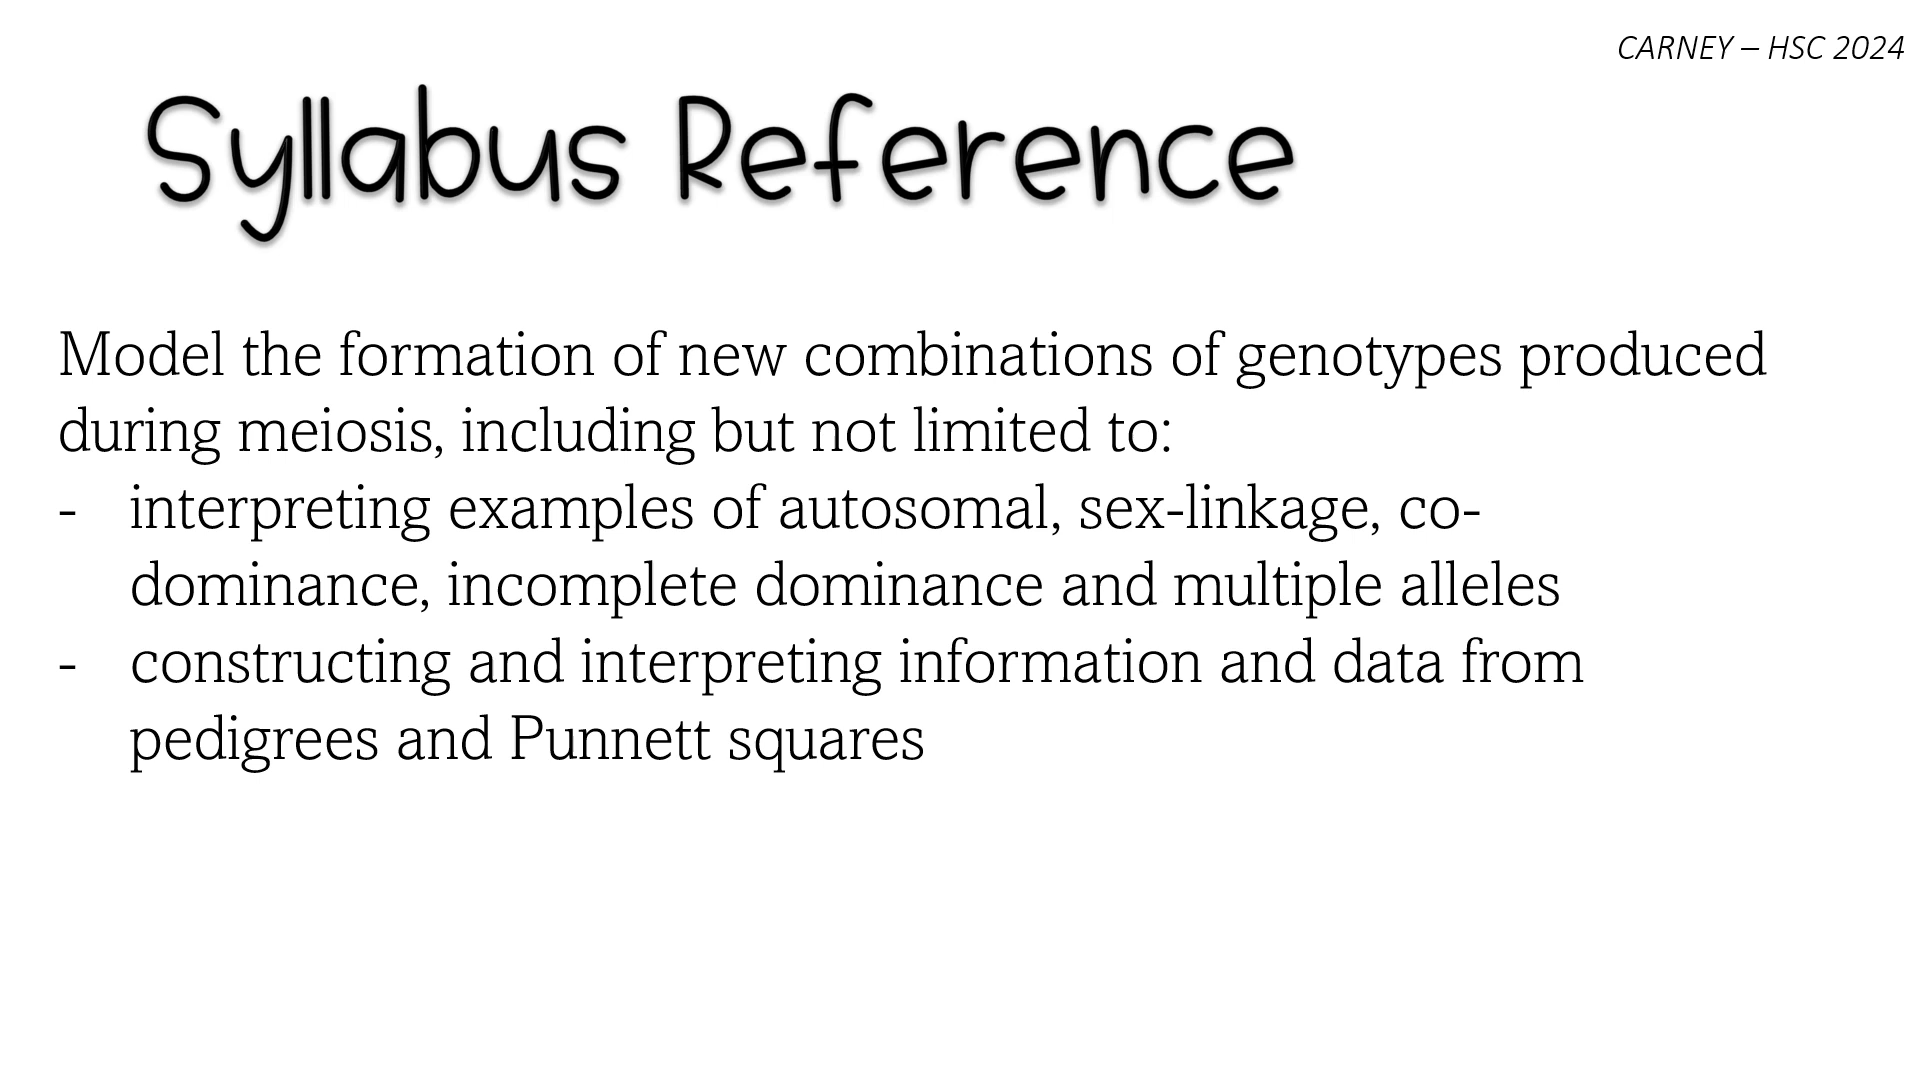 CARNEY – HSC 2024
Syllabus Reference
Model the formation of new combinations of genotypes produced
during meiosis, including but not limited to:
- interpreting examples of autosomal, sex-linkage, co-
dominance, incomplete dominance and multiple alleles
- constructing and interpreting information and data from
pedigrees and Punnett squares